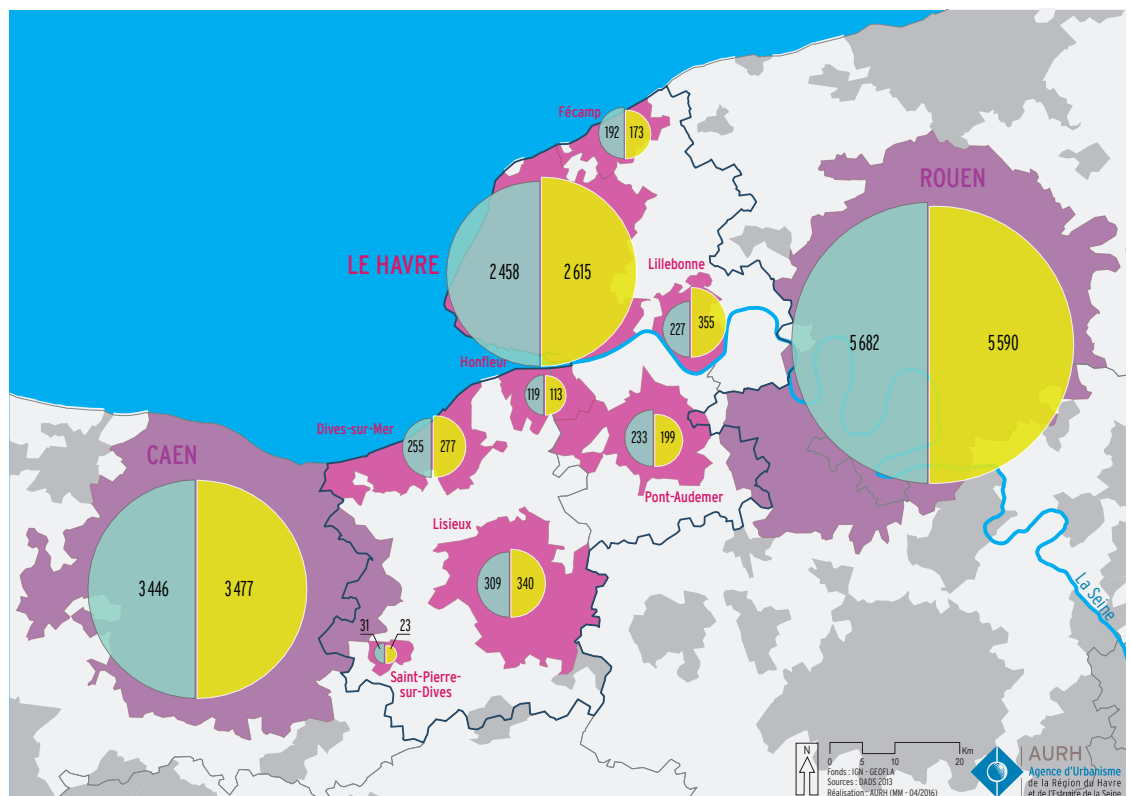 Fécamp
192 173
ROUEN
LE HAVRE
2 458 2 615
Lillebonne
227 355
5 682 5 590
Honfleur
119 113
Dives-sur-Mer
255 277
233 199
CAEN
Pont-Audemer
Lisieux
3 446 3 477
309 340
La Seine
31 23
Saint-Pierre-
sur-Dives
N
0 5 10 20
Km
Fonds : IGN - GEOFLA
Sources : DADS 2013
Réalisation : AURH (MM - 04/2016)
AURH
Agence d'Urbanisme
de la Région du Havre
et de l'Estuaire de la Seine